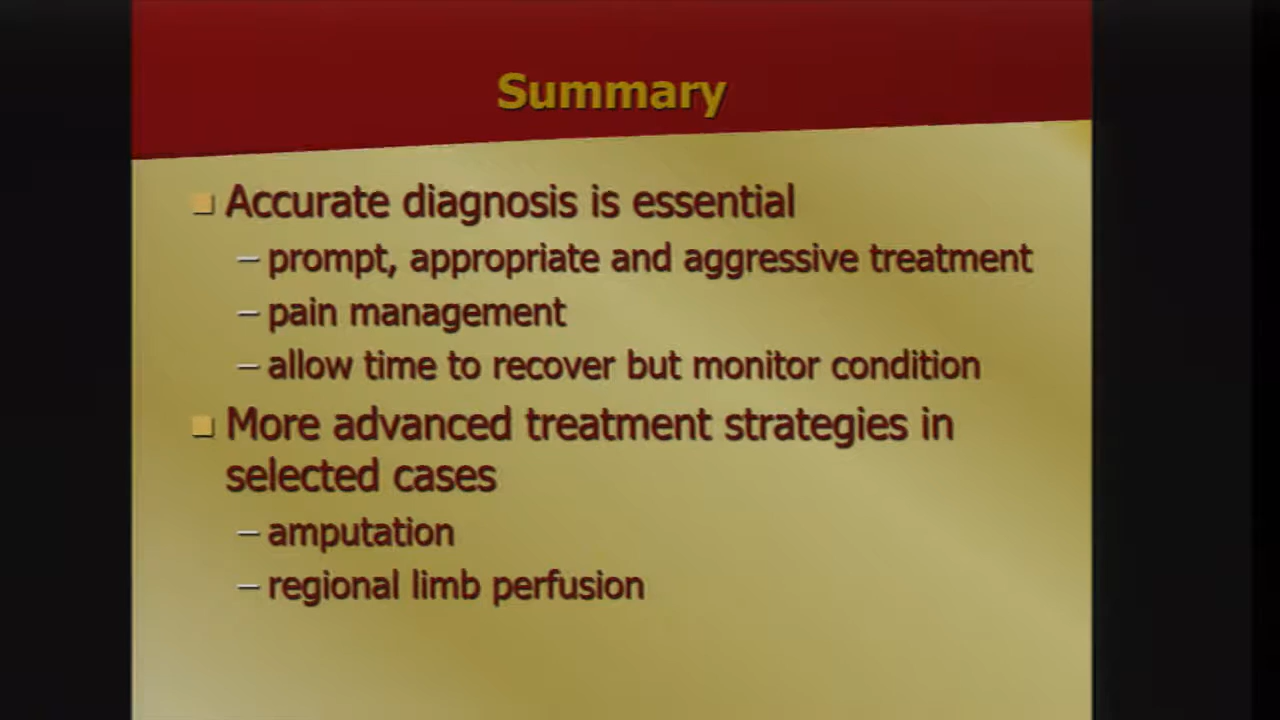 Summary
Accurate diagnosis is essential
– prompt, appropriate and aggressive treatment
– pain management
– allow time to recover but monitor condition
More advanced treatment strategies in
selected cases
– amputation
– regional limb perfusion